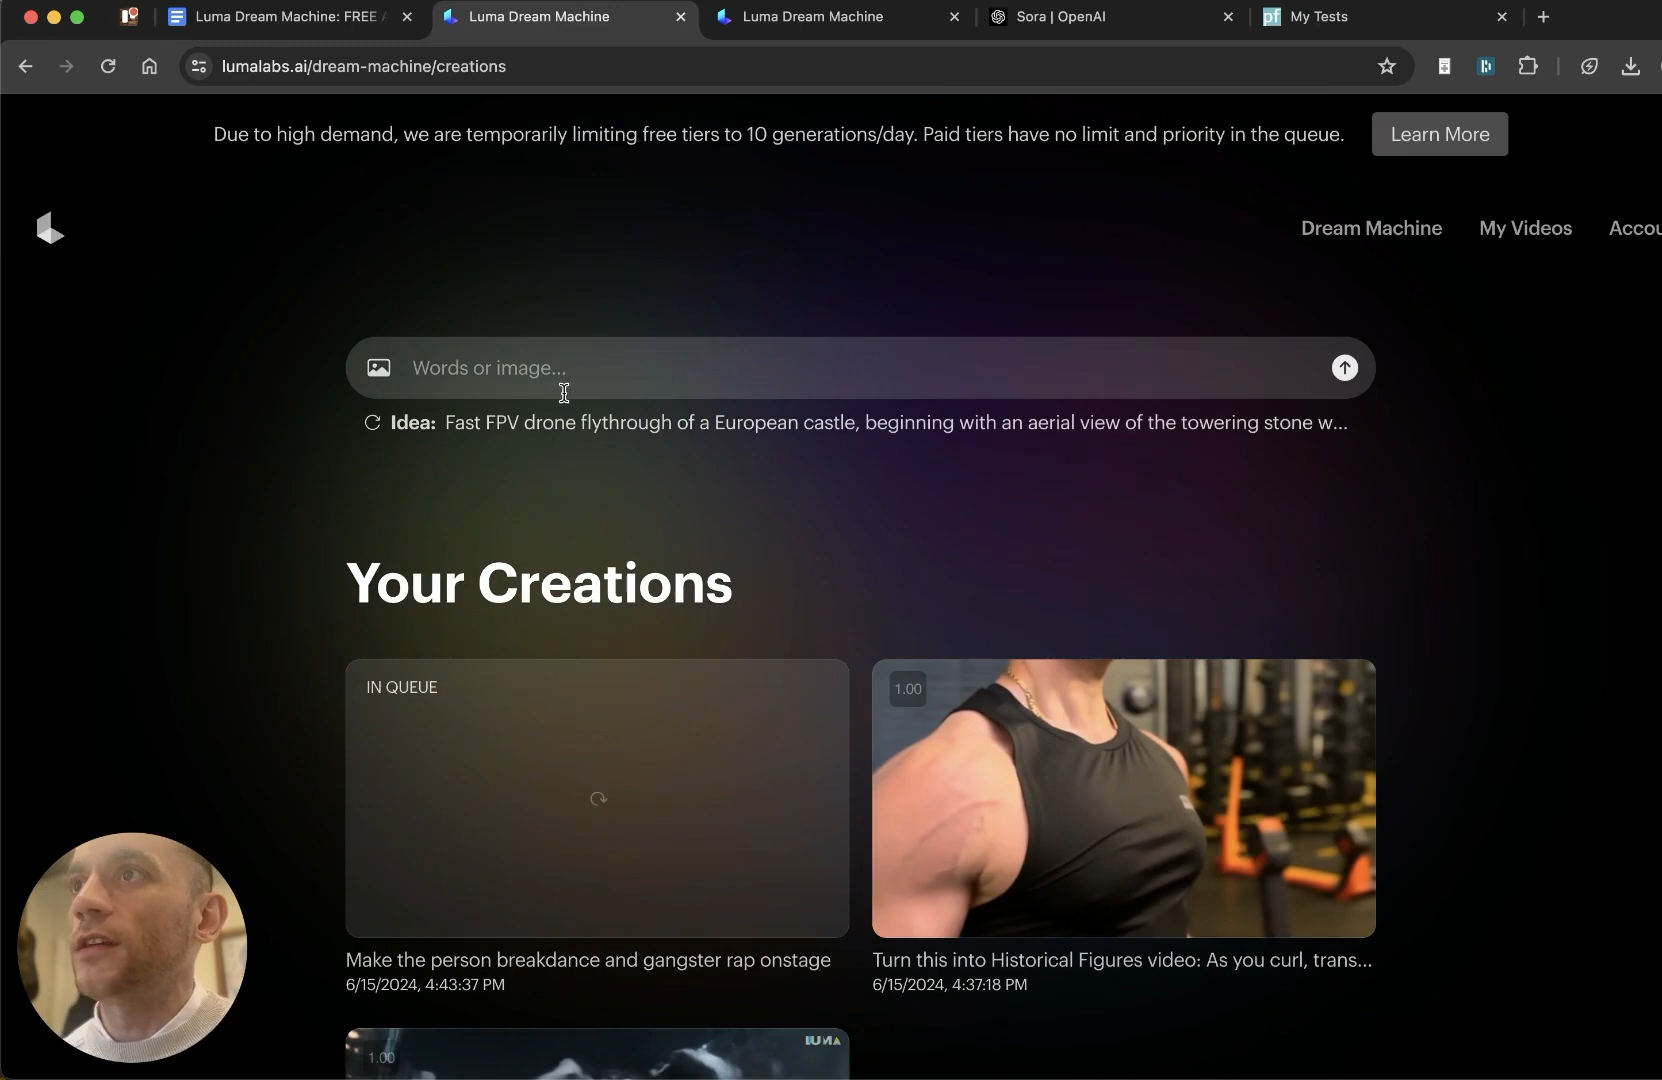 Luma Dream Machine: FREE
Luma Dream Machine
Luma Dream Machine
Sora | OpenAI
pf My Tests
lumalabs.ai/dream-machine/creations
Due to high demand, we are temporarily limiting free tiers to 10 generations/day. Paid tiers have no limit and priority in the queue.
Learn More
Dream Machine
My Videos
Accou
Words or image...
Idea: Fast FPV drone flythrough of a European castle, beginning with an aerial view of the towering stone w...
Your Creations
IN QUEUE
1.00
Make the person breakdance and gangster rap onstage
6/15/2024, 4:43:37 PM
Turn this into Historical Figures video: As you curl, trans...
6/15/2024, 4:37:18 PM
1.00
LUMA